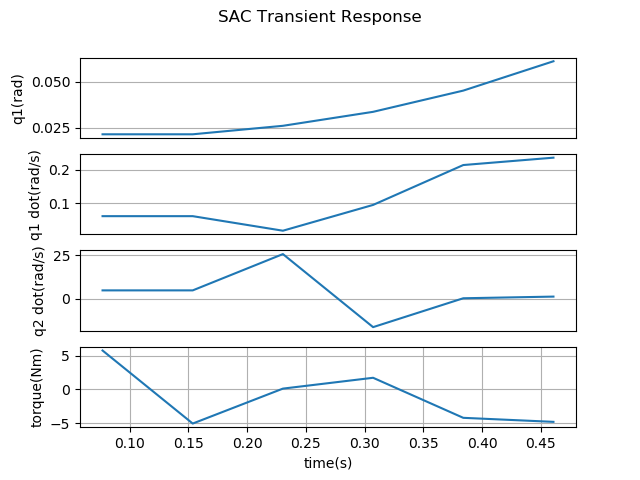 SAC Transient Response
q1(rad)
0.050
0.025
q1 dot(rad/s)
0.2
0.1
q2 dot(rad/s)
25
0
torque(Nm)
5
0
−5
0.10 0.15 0.20 0.25 0.30 0.35 0.40 0.45
time(s)